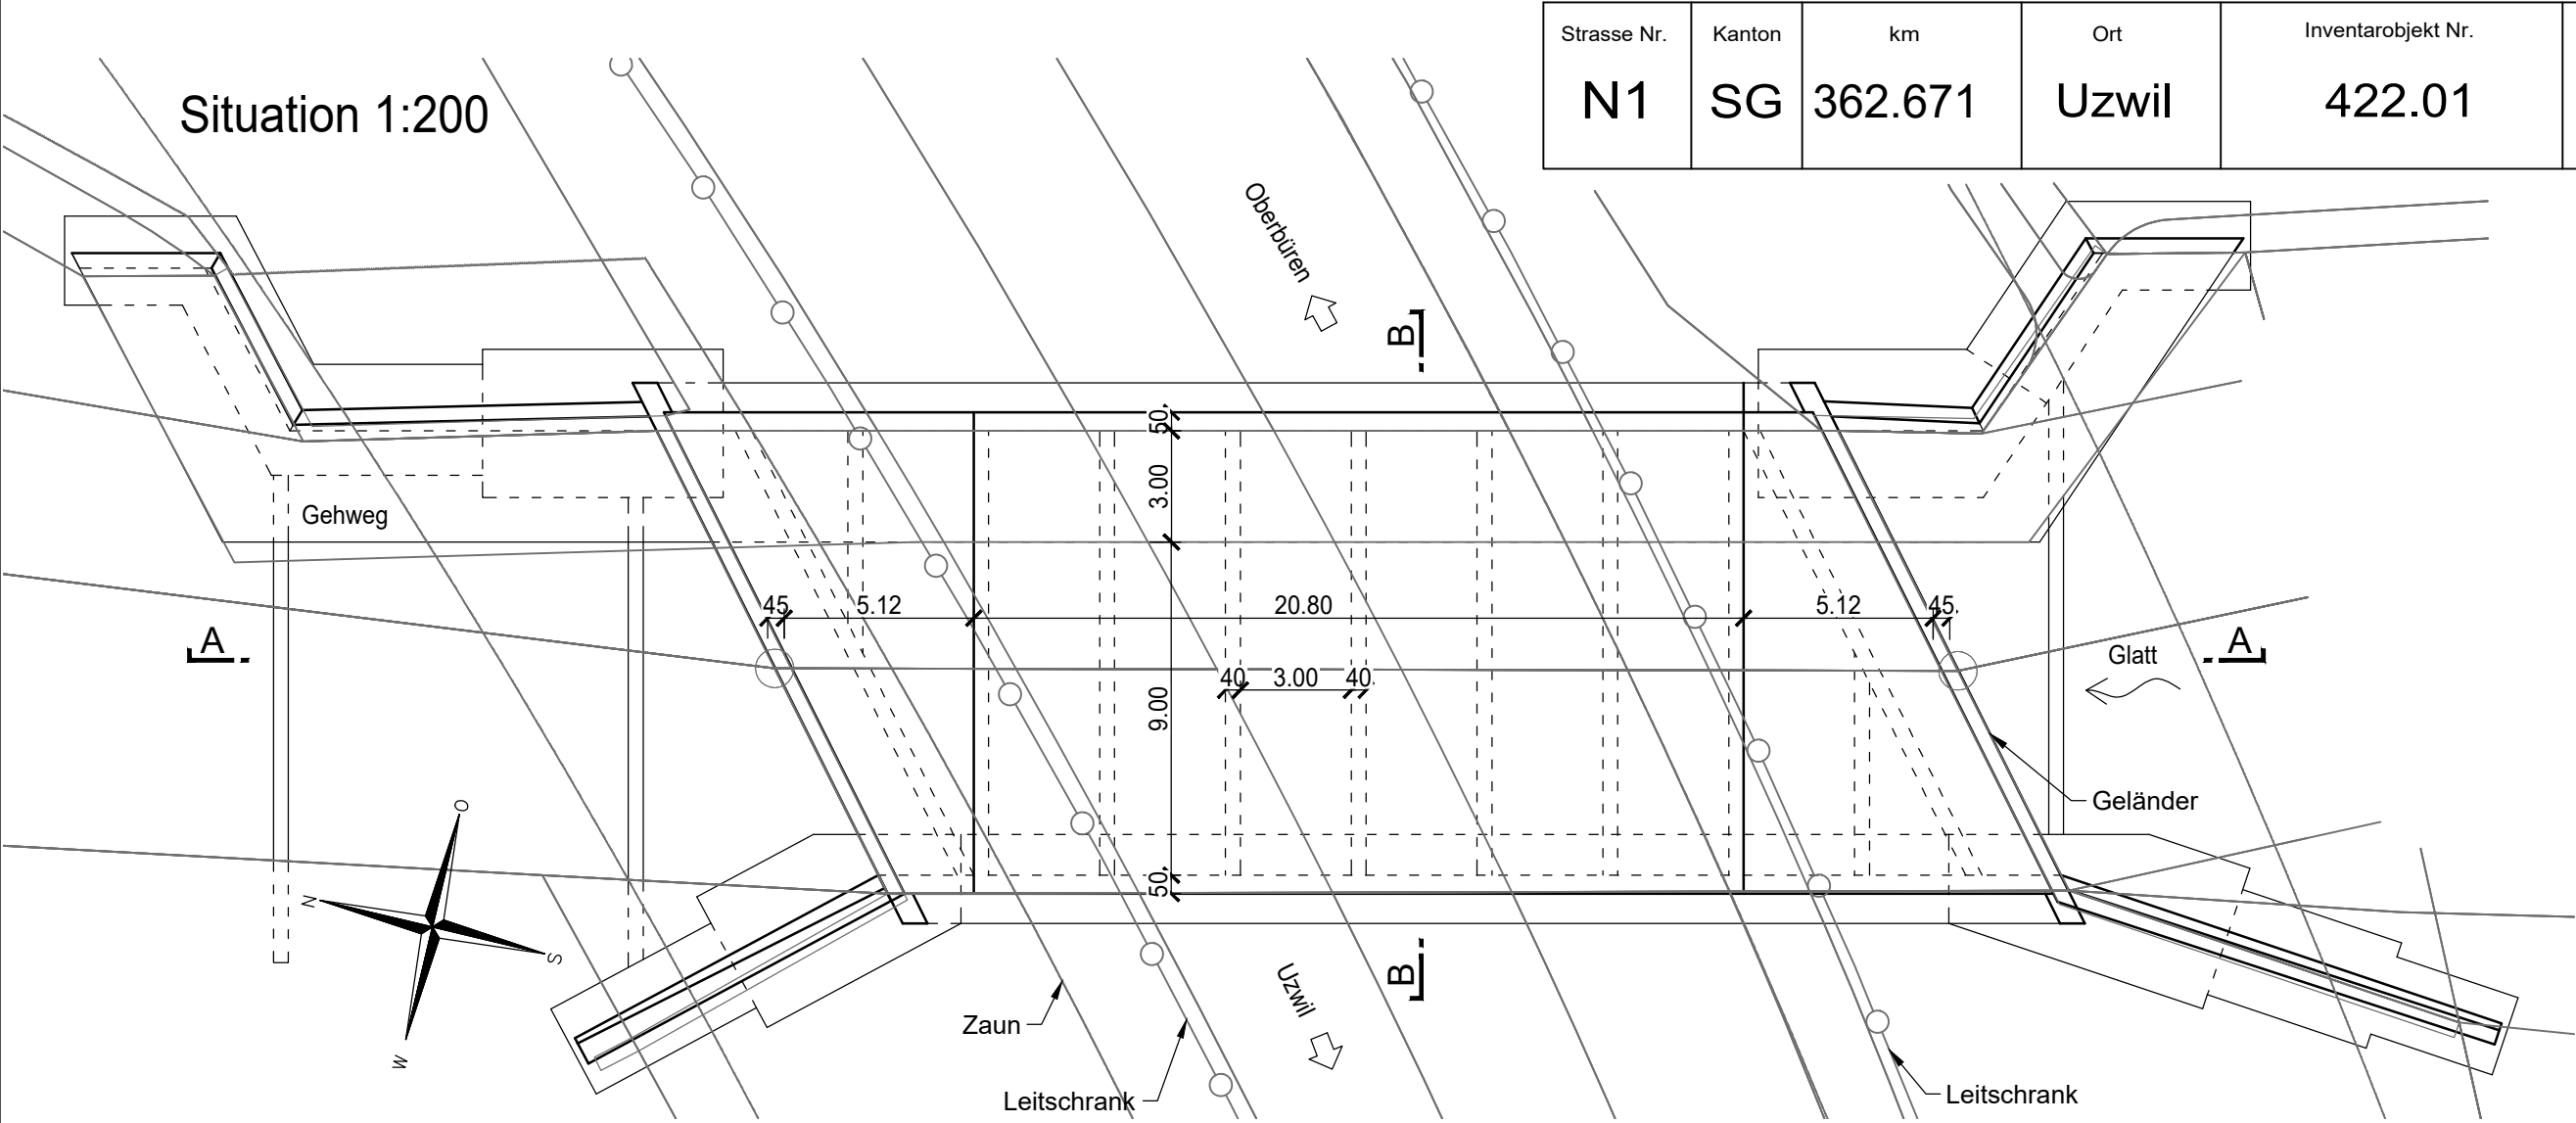 Strasse Nr. Kanton km Ort Inventarobjekt Nr.
N1 SG 362.671 Uzwil 422.01
Situation 1:200
Oberbüren
B
50
3.00
Gehweg
45 5.12 20.80 5.12 45
A
A
Glatt
40 3.00 40
9.00
Geländer
O
N
S
W
50
B
Uzwil
Zaun
Leitschrank
Leitschrank